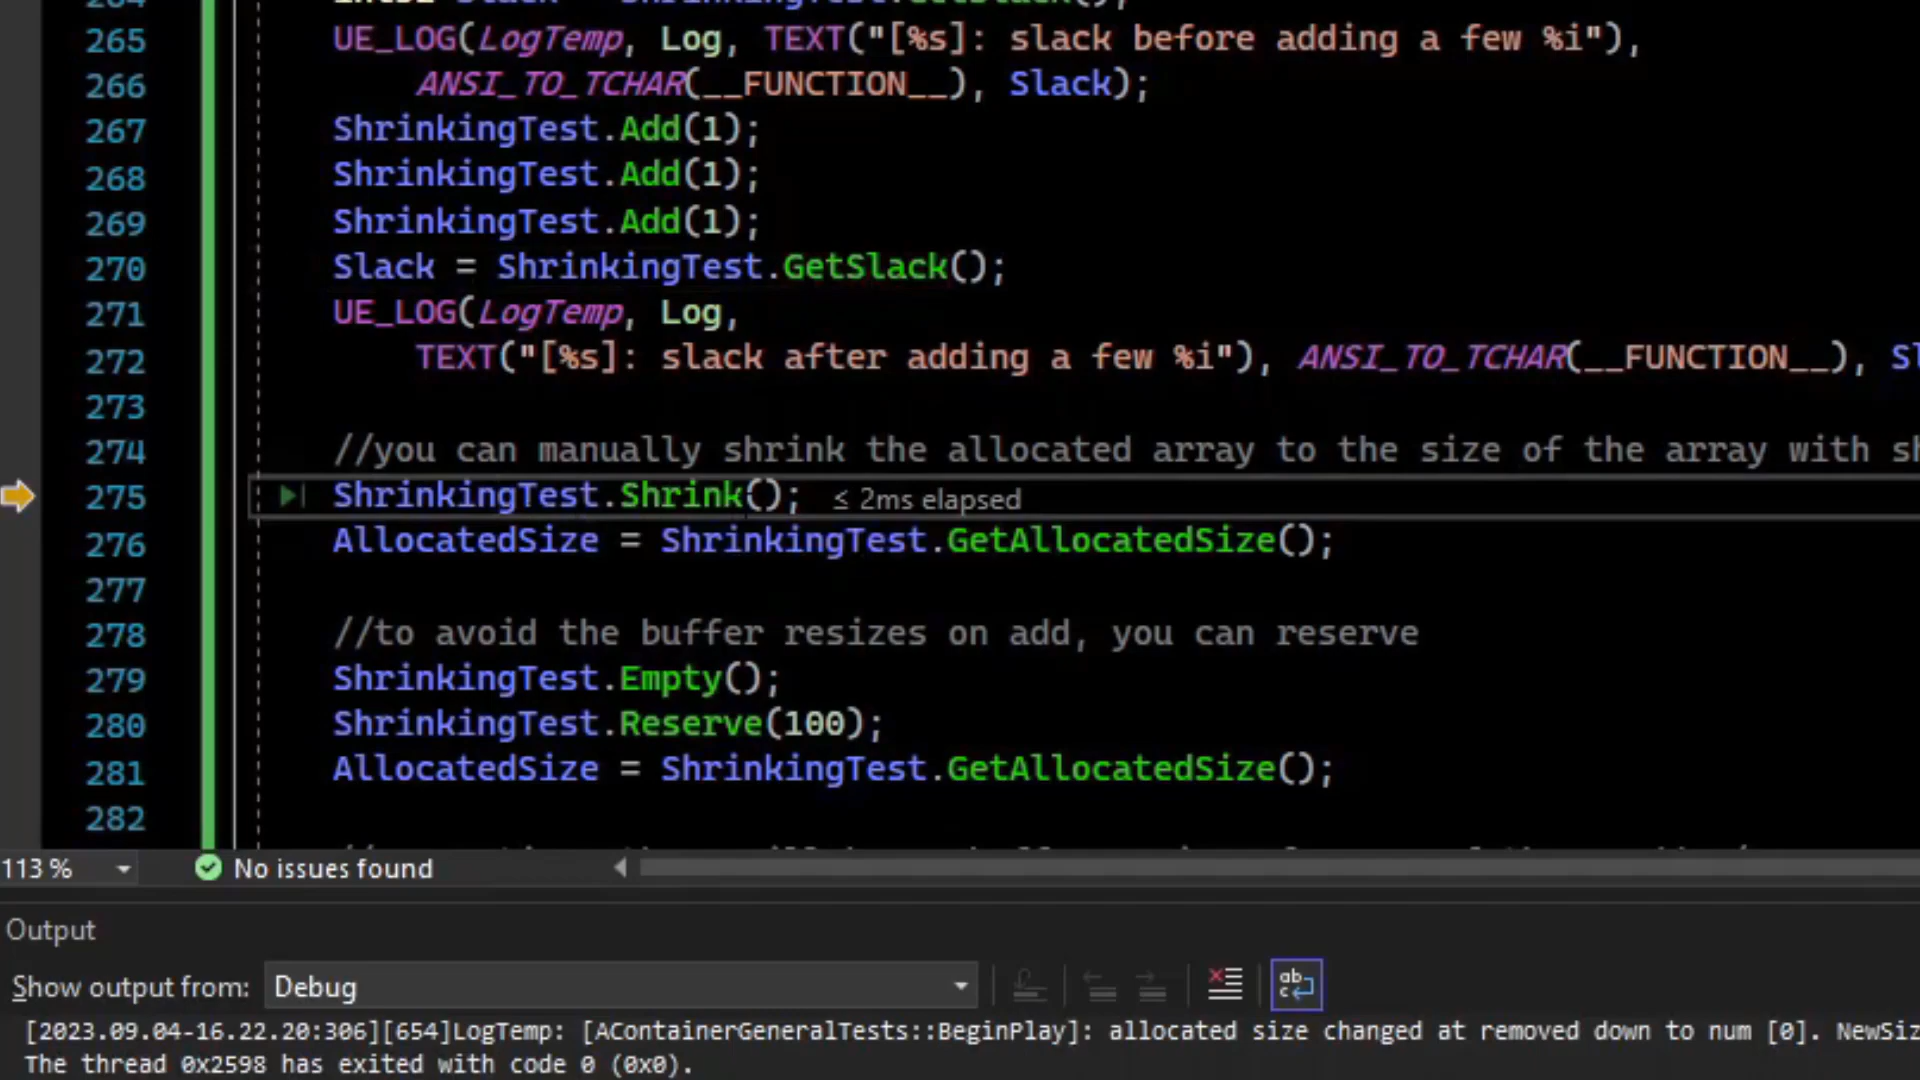 265 UE_LOG(LogTemp, Log, TEXT("[%s]: slack before adding a few %i"),
266 ANSI_TO_TCHAR(__FUNCTION__), Slack);
267 ShrinkingTest.Add(1);
268 ShrinkingTest.Add(1);
269 ShrinkingTest.Add(1);
270 Slack = ShrinkingTest.GetSlack();
271 UE_LOG(LogTemp, Log,
272 TEXT("[%s]: slack after adding a few %i"), ANSI_TO_TCHAR(__FUNCTION__), Sl
273
274 //you can manually shrink the allocated array to the size of the array with sh
275 ShrinkingTest.Shrink(); ≤ 2ms elapsed
276 AllocatedSize = ShrinkingTest.GetAllocatedSize();
277
278 //to avoid the buffer resizes on add, you can reserve
279 ShrinkingTest.Empty();
280 ShrinkingTest.Reserve(100);
281 AllocatedSize = ShrinkingTest.GetAllocatedSize();
282
113 % No issues found
Output
Show output from: Debug
[2023.09.04-16.22.20:306][654]LogTemp: [AContainerGeneralTests::BeginPlay]: allocated size changed at removed down to num [0]. NewSiz
The thread 0x2598 has exited with code 0 (0x0).